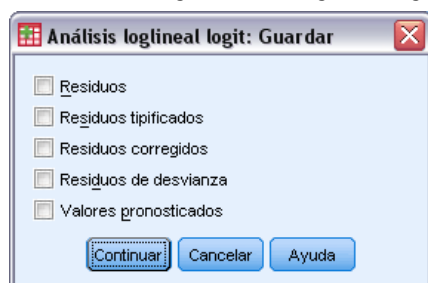 Análisis loglineal logit: Guardar
Residuos
Residuos tipificados
Residuos corregidos
Residuos de desvianza
Valores pronosticados
Continuar Cancelar Ayuda